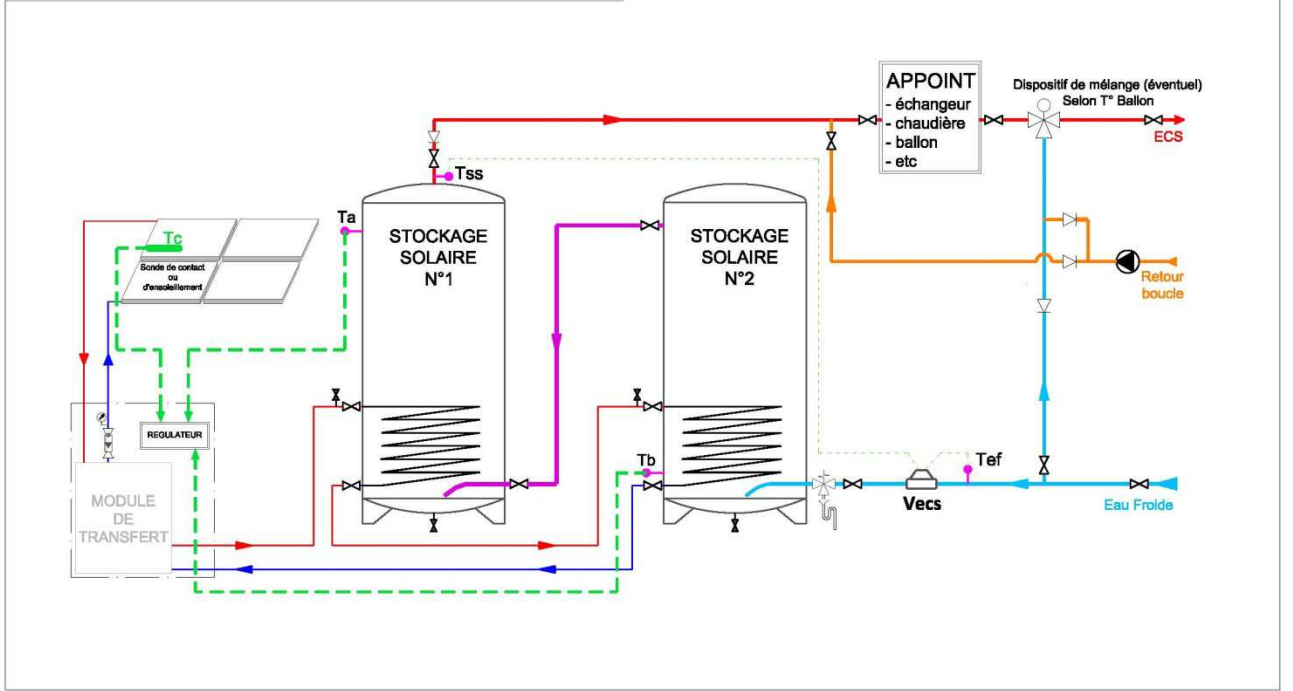 APPOINT
- échangeur
- chaudière
- ballon
- etc
Dispositif de mélange (éventuel)
Selon T° Ballon
ECS
Tss
Ta
STOCKAGE
SOLAIRE
N°1
STOCKAGE
SOLAIRE
N°2
Tc
Sonde de contact
ou
d'ensoleillement
Retour
boucle
REGULATEUR
MODULE
DE
TRANSFERT
Tb
Tef
Vecs
Eau Froide